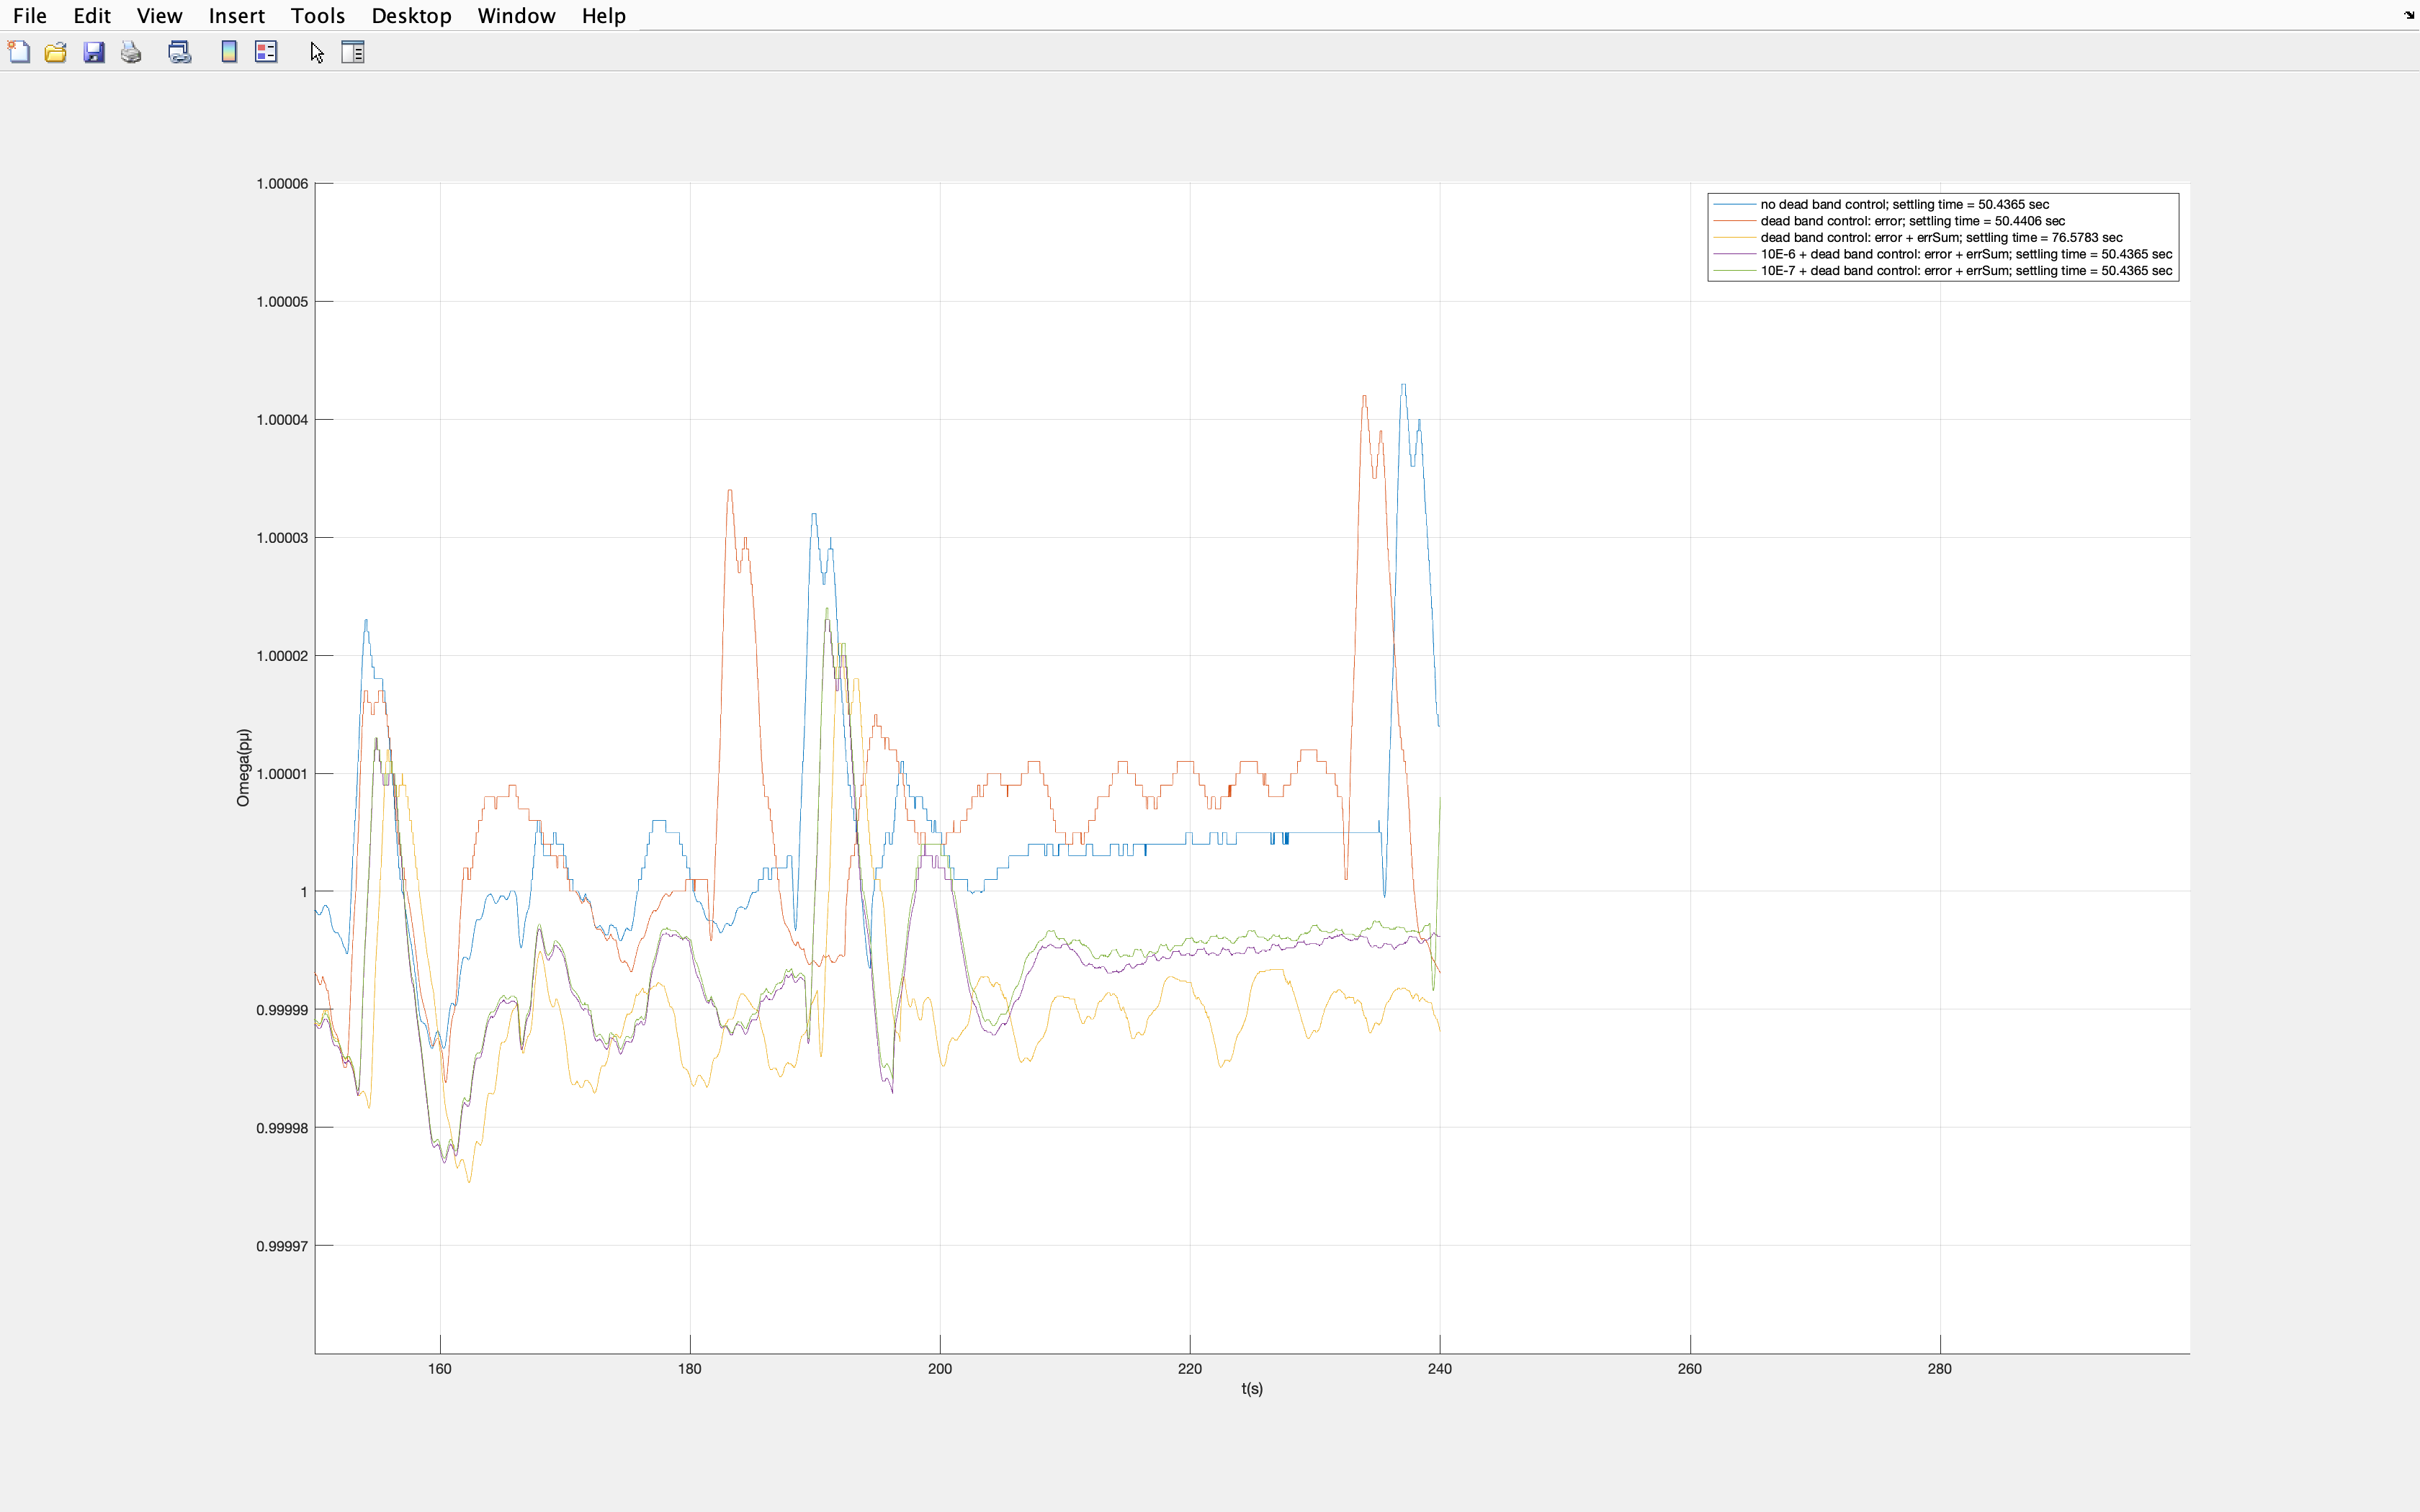 File Edit View Insert Tools Desktop Window Help
1.00006
1.00005
1.00004
1.00003
1.00002
1.00001
1
0.99999
0.99998
0.99997
Omega(pμ)
160 180 200 220 240 260 280
t(s)
no dead band control; settling time = 50.4365 sec
dead band control: error; settling time = 50.4406 sec
dead band control: error + errSum; settling time = 76.5783 sec
10E-6 + dead band control: error + errSum; settling time = 50.4365 sec
10E-7 + dead band control: error + errSum; settling time = 50.4365 sec